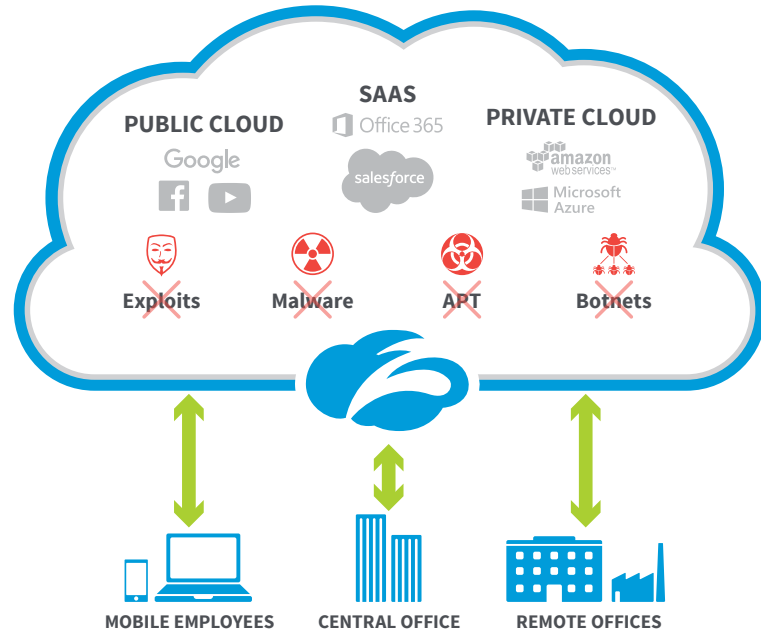 SAAS
PUBLIC CLOUD
PRIVATE CLOUD
Office 365
Google
salesforce
amazon
web services™
Microsoft
Azure
Exploits
Malware
APT
Botnets
MOBILE EMPLOYEES
CENTRAL OFFICE
REMOTE OFFICES